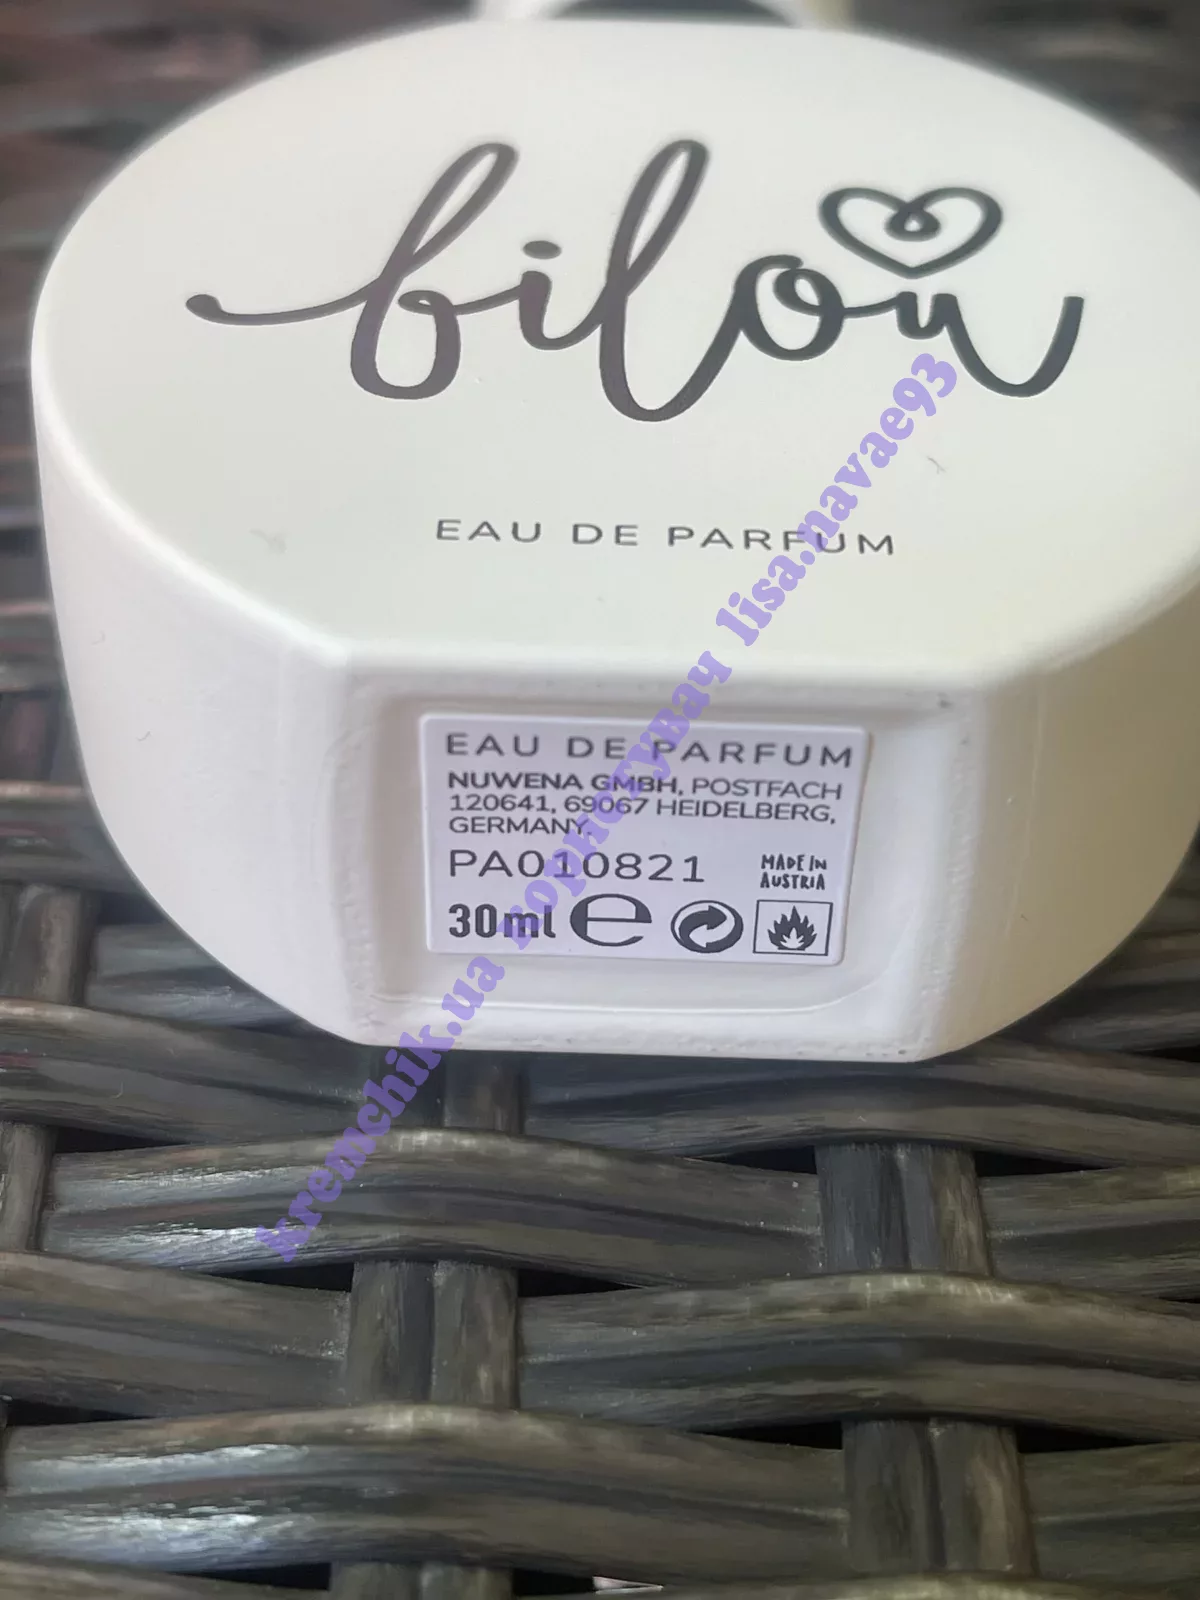 bilou
EAU DE PARFUM
EAU DE PARFUM
NUWENA GMBH, POSTFACH
120641, 69067 HEIDELBERG,
GERMANY.
PA010821
MADE IN
AUSTRIA
30ml e
kremchik.ua користувач lisa.navae93